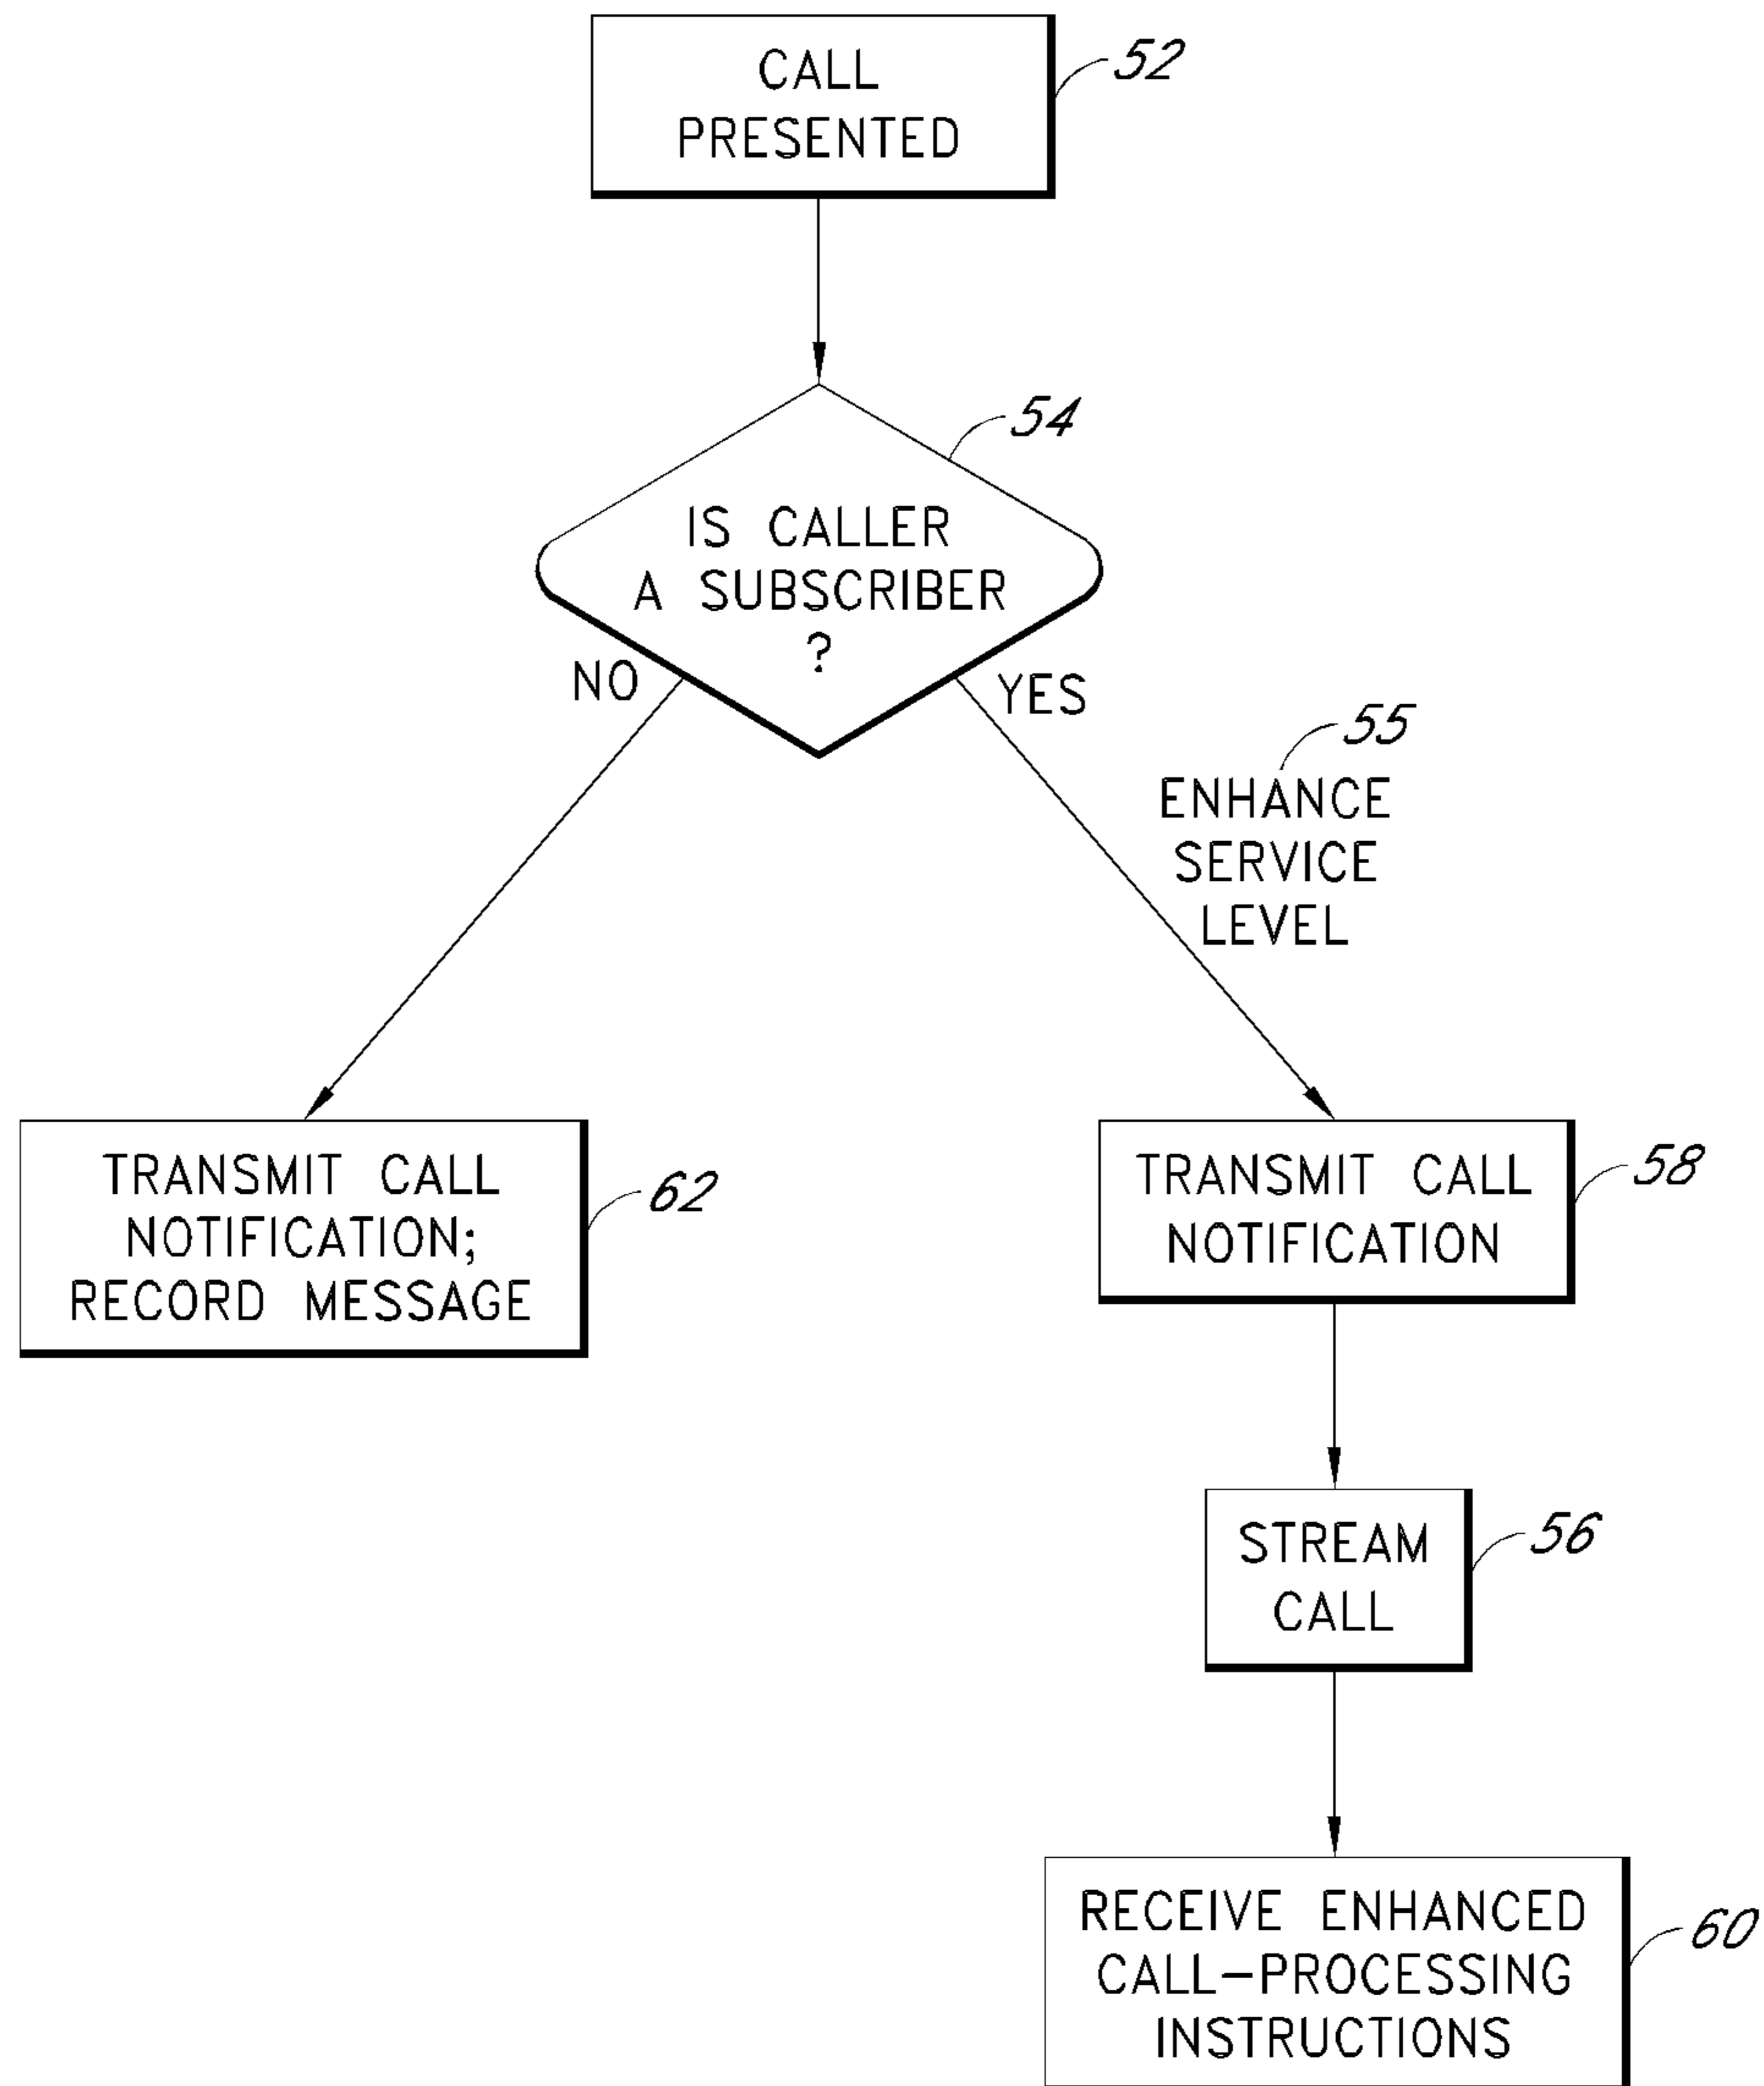 CALL
PRESENTED
52
54
IS CALLER
A SUBSCRIBER
?
NO
YES
55
ENHANCE
SERVICE
LEVEL
TRANSMIT CALL
NOTIFICATION;
RECORD MESSAGE
62
TRANSMIT CALL
NOTIFICATION
58
STREAM
CALL
56
RECEIVE ENHANCED
CALL-PROCESSING
INSTRUCTIONS
60